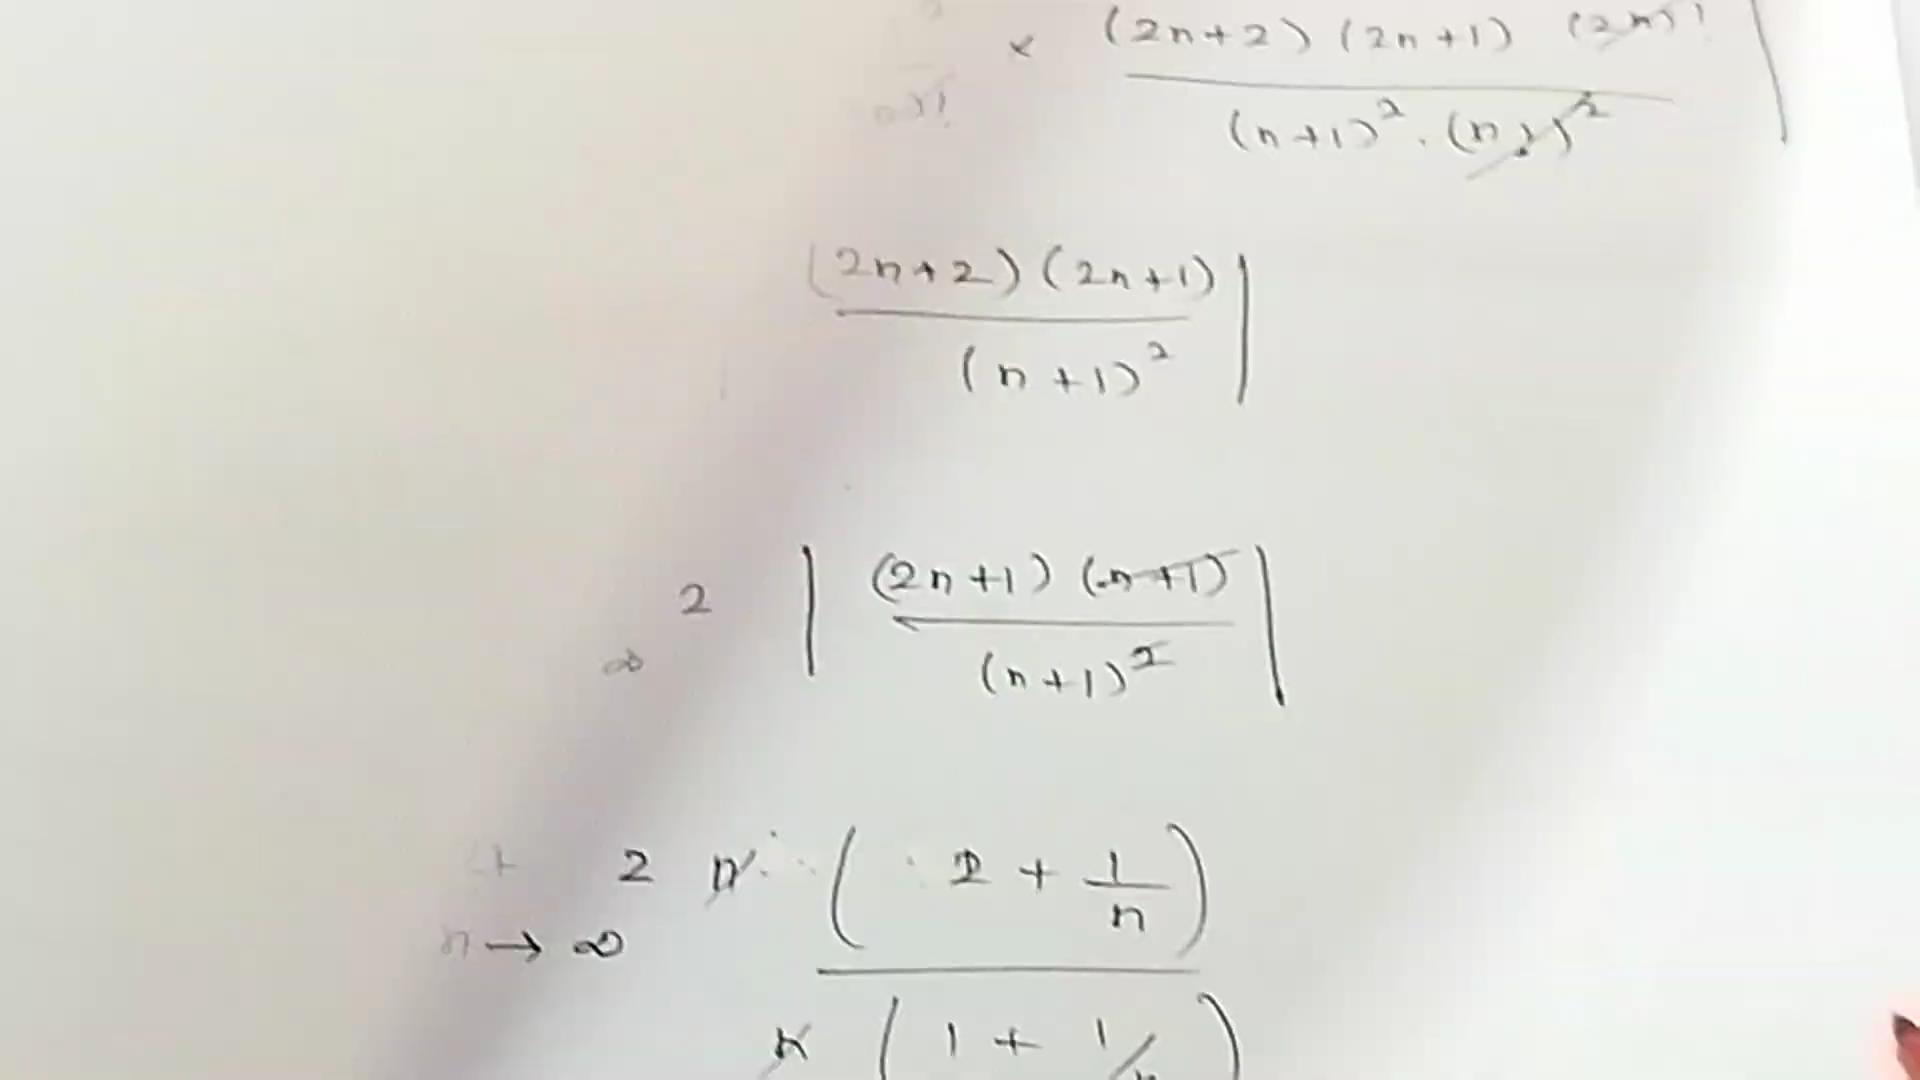 × (2n+2) (2n+1) (2n)!
(n+1)² . (n!)²
(2n+2) (2n+1) |
(n+1)²
2 | (2n+1) (n+1) |
∞ (n+1)²
2 n ( 2 + 1/n )
n → ∞
n ( 1 + 1/n )